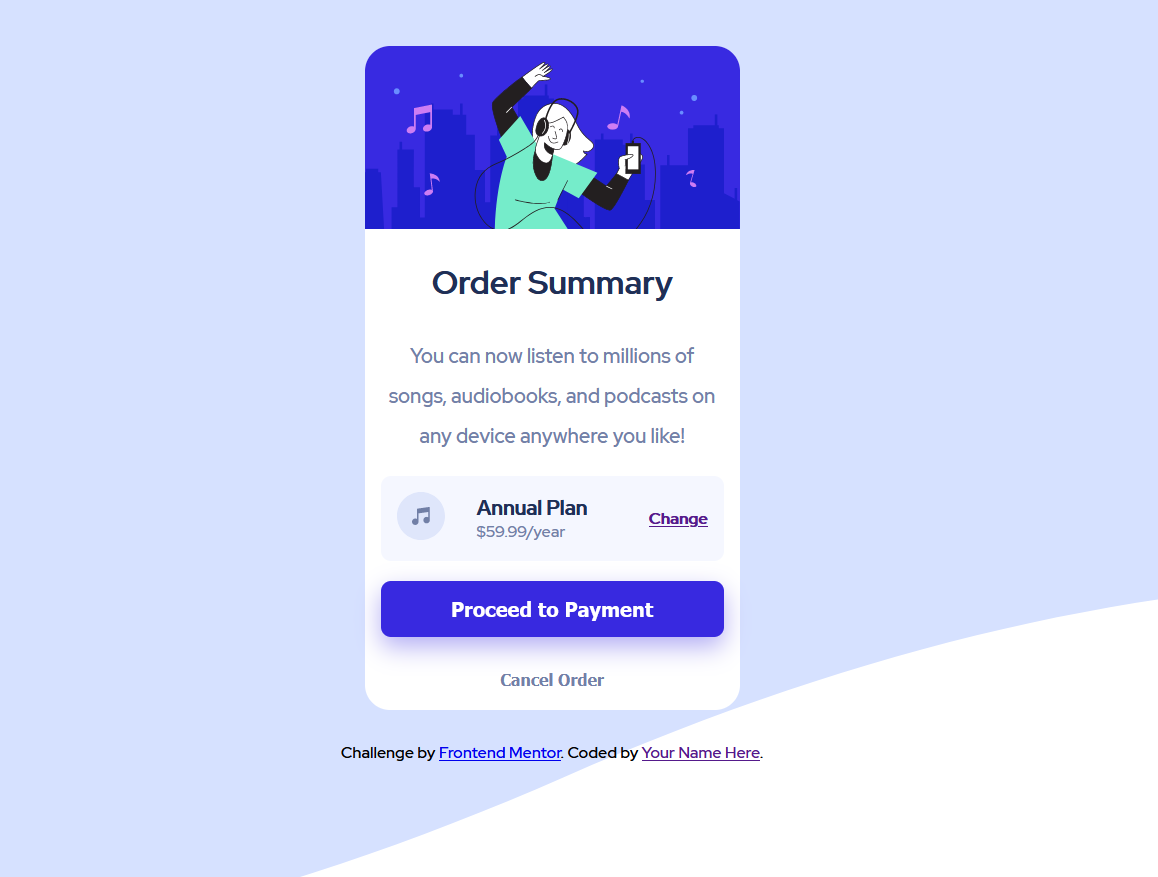 Order Summary
You can now listen to millions of
songs, audiobooks, and podcasts on
any device anywhere you like!
Annual Plan
$59.99/year
Change
Proceed to Payment
Cancel Order
Challenge by Frontend Mentor. Coded by Your Name Here.